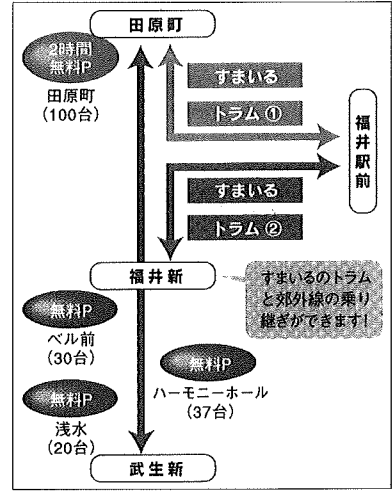 田原町
2時間
無料P
田原町
(100台)
すまいる
トラム①
福井駅前
すまいる
トラム②
福井新
すまいるのトラム
と郊外線の乗り
継ぎができます!
無料P
ベル前
(30台)
無料P
ハーモニーホール
(37台)
無料P
浅水
(20台)
武生新